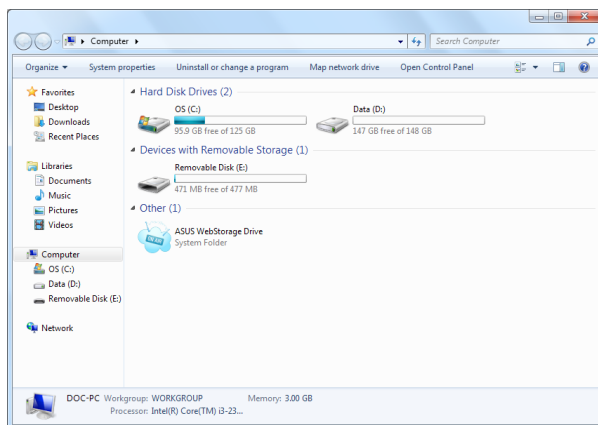 Computer
Search Computer
Organize
System properties
Uninstall or change a program
Map network drive
Open Control Panel
Favorites
Desktop
Downloads
Recent Places
Libraries
Documents
Music
Pictures
Videos
Computer
OS (C:)
Data (D:)
Removable Disk (E:)
Network
Hard Disk Drives (2)
OS (C:)
95.9 GB free of 125 GB
Data (D:)
147 GB free of 148 GB
Devices with Removable Storage (1)
Removable Disk (E:)
471 MB free of 477 MB
Other (1)
ON AIR
ASUS WebStorage Drive
System Folder
DOC-PC Workgroup: WORKGROUP Memory: 3.00 GB
Processor: Intel(R) Core(TM) i3-23...